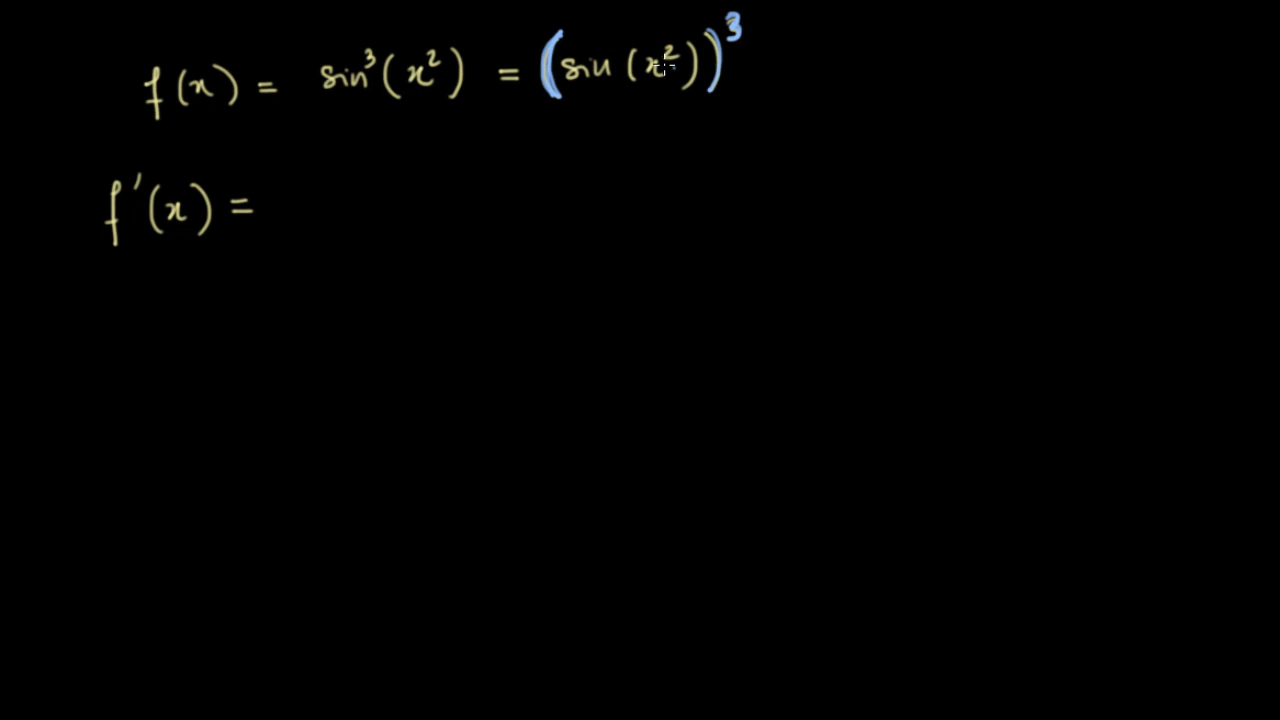 f(x) = sin³(x²) = (sin(x²))³
f'(x) =